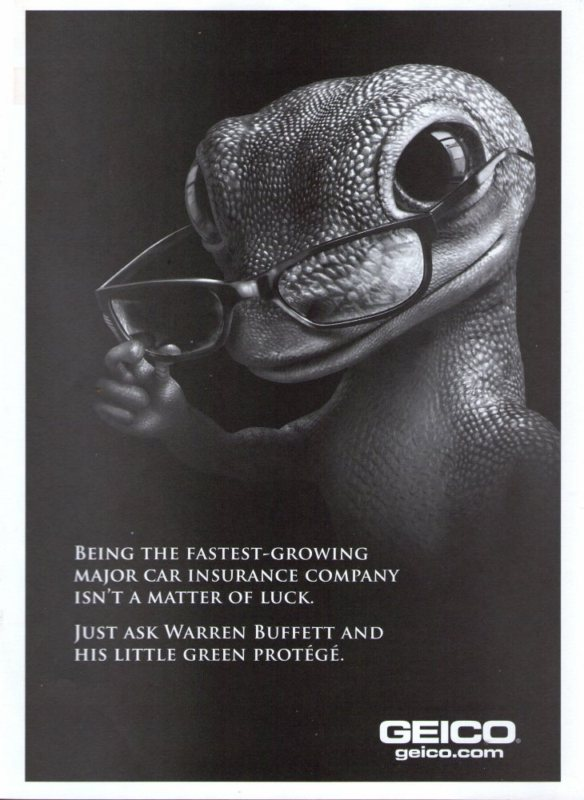 Being the fastest-growing
major car insurance company
isn't a matter of luck.
Just ask Warren Buffett and
his little green protégé.
GEICO®
geico.com